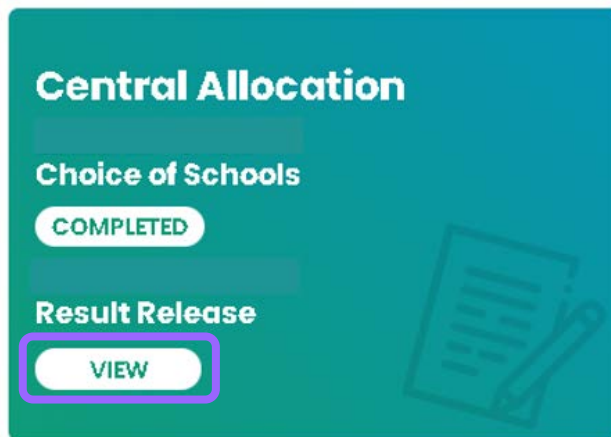 Central Allocation
Choice of Schools
COMPLETED
Result Release
VIEW